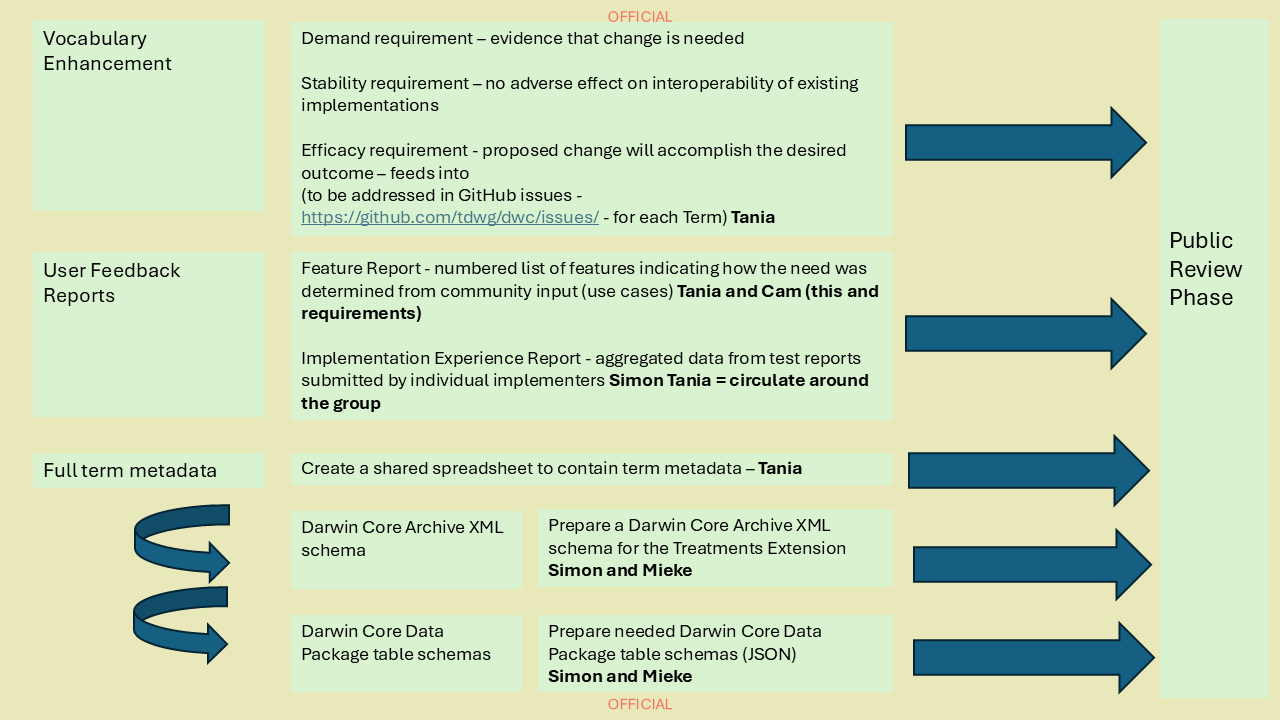 OFFICIAL
Vocabulary
Enhancement
Demand requirement – evidence that change is needed
Stability requirement – no adverse effect on interoperability of existing
implementations
Efficacy requirement - proposed change will accomplish the desired
outcome – feeds into
(to be addressed in GitHub issues -
https://github.com/tdwg/dwc/issues/ - for each Term) Tania
User Feedback
Reports
Feature Report - numbered list of features indicating how the need was
determined from community input (use cases) Tania and Cam (this and
requirements)
Implementation Experience Report - aggregated data from test reports
submitted by individual implementers Simon Tania = circulate around
the group
Full term metadata
Create a shared spreadsheet to contain term metadata – Tania
Darwin Core Archive XML
schema
Prepare a Darwin Core Archive XML
schema for the Treatments Extension
Simon and Mieke
Darwin Core Data
Package table schemas
Prepare needed Darwin Core Data
Package table schemas (JSON)
Simon and Mieke
Public
Review
Phase
OFFICIAL